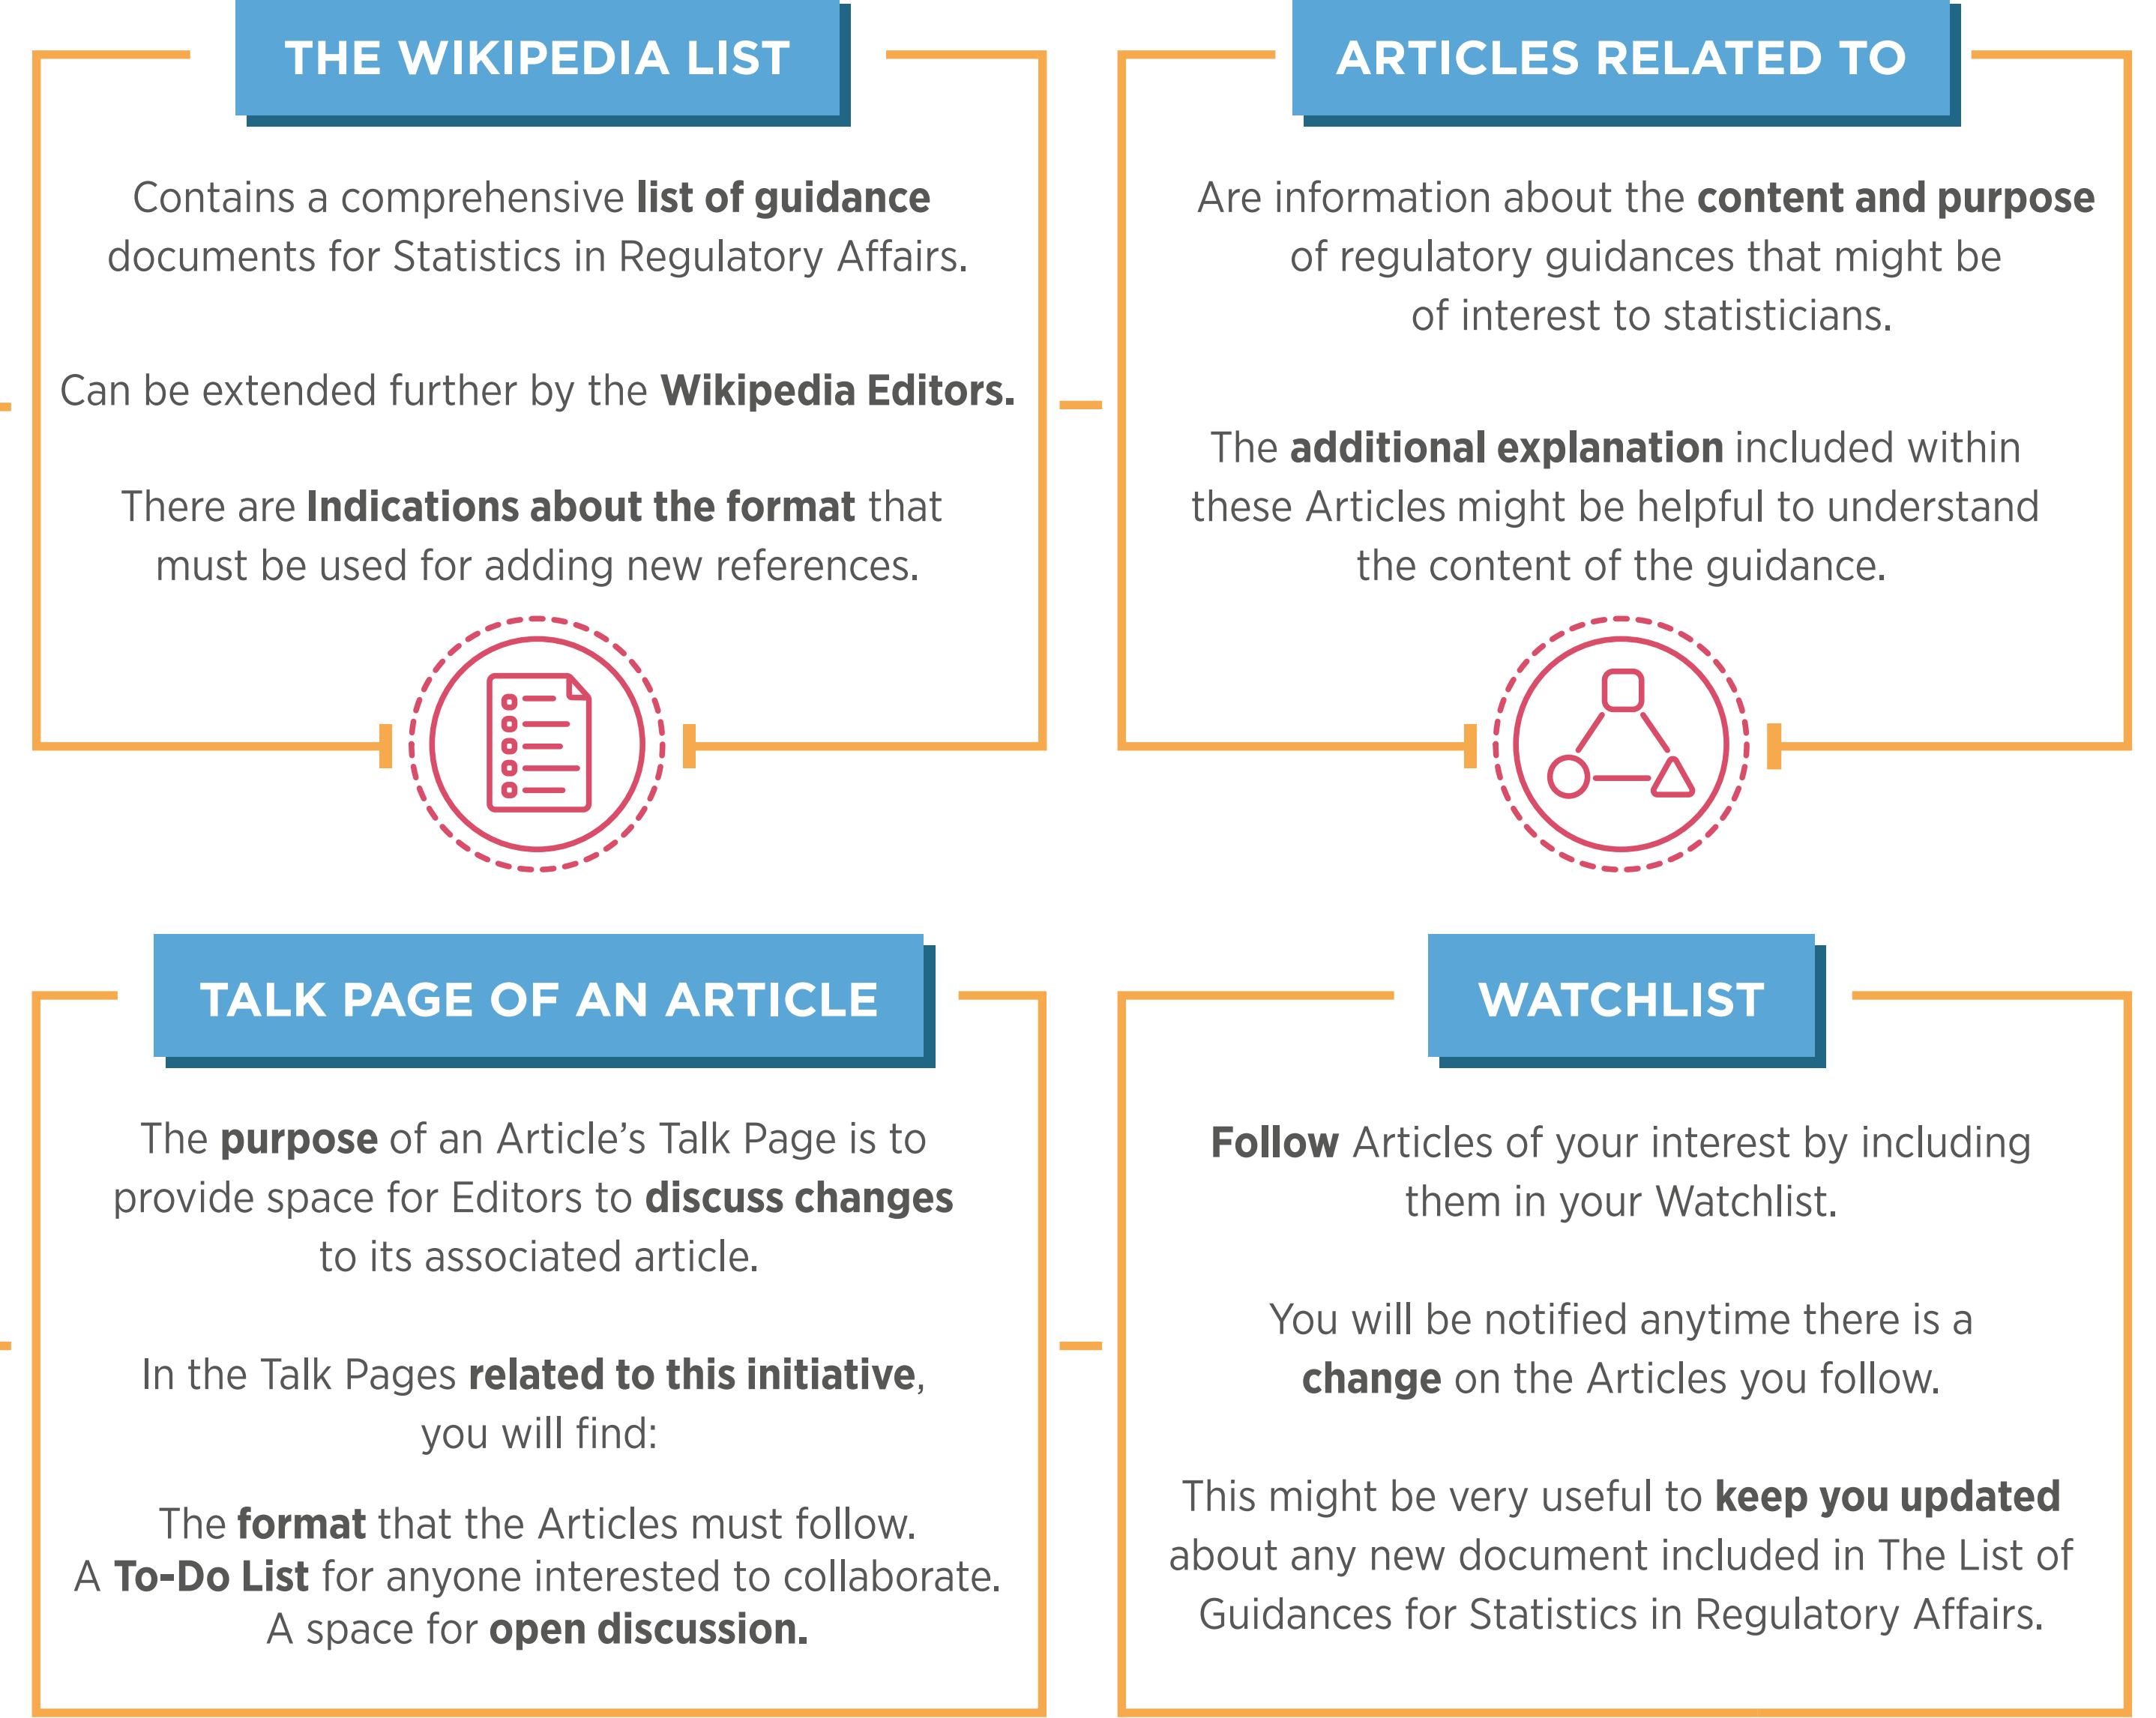 THE WIKIPEDIA LIST
Contains a comprehensive list of guidance
documents for Statistics in Regulatory Affairs.
Can be extended further by the Wikipedia Editors.
There are Indications about the format that
must be used for adding new references.
ARTICLES RELATED TO
Are information about the content and purpose
of regulatory guidances that might be
of interest to statisticians.
The additional explanation included within
these Articles might be helpful to understand
the content of the guidance.
TALK PAGE OF AN ARTICLE
The purpose of an Article’s Talk Page is to
provide space for Editors to discuss changes
to its associated article.
In the Talk Pages related to this initiative,
you will find:
The format that the Articles must follow.
A To-Do List for anyone interested to collaborate.
A space for open discussion.
WATCHLIST
Follow Articles of your interest by including
them in your Watchlist.
You will be notified anytime there is a
change on the Articles you follow.
This might be very useful to keep you updated
about any new document included in The List of
Guidances for Statistics in Regulatory Affairs.